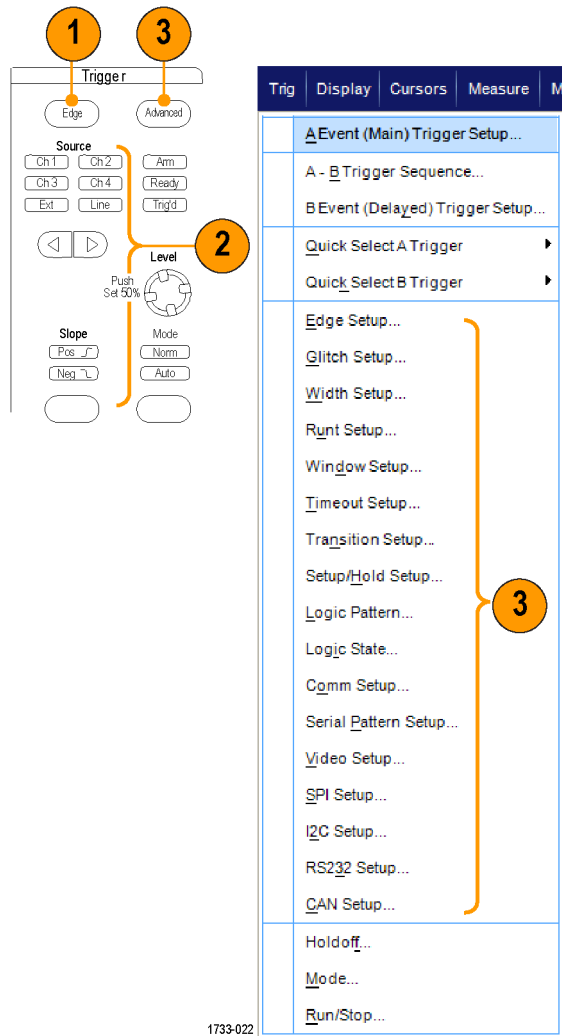 1
3
Trigger
Edge
Advanced
Source
Ch 1
Ch 2
Arm
Ch 3
Ch 4
Ready
Ext
Line
Trig'd
2
Level
Push
Set 50%
Slope
Mode
Pos
Norm
Neg
Auto
Trig Display Cursors Measure M
A Event (Main) Trigger Setup...
A - B Trigger Sequence...
B Event (Delayed) Trigger Setup...
Quick Select A Trigger
Quick Select B Trigger
Edge Setup...
Glitch Setup...
Width Setup...
Runt Setup...
Window Setup...
Timeout Setup...
Transition Setup...
Setup/Hold Setup...
Logic Pattern...
Logic State...
Comm Setup...
Serial Pattern Setup...
Video Setup...
SPI Setup...
I2C Setup...
RS232 Setup...
CAN Setup...
3
Holdoff...
Mode...
Run/Stop...
1733-022